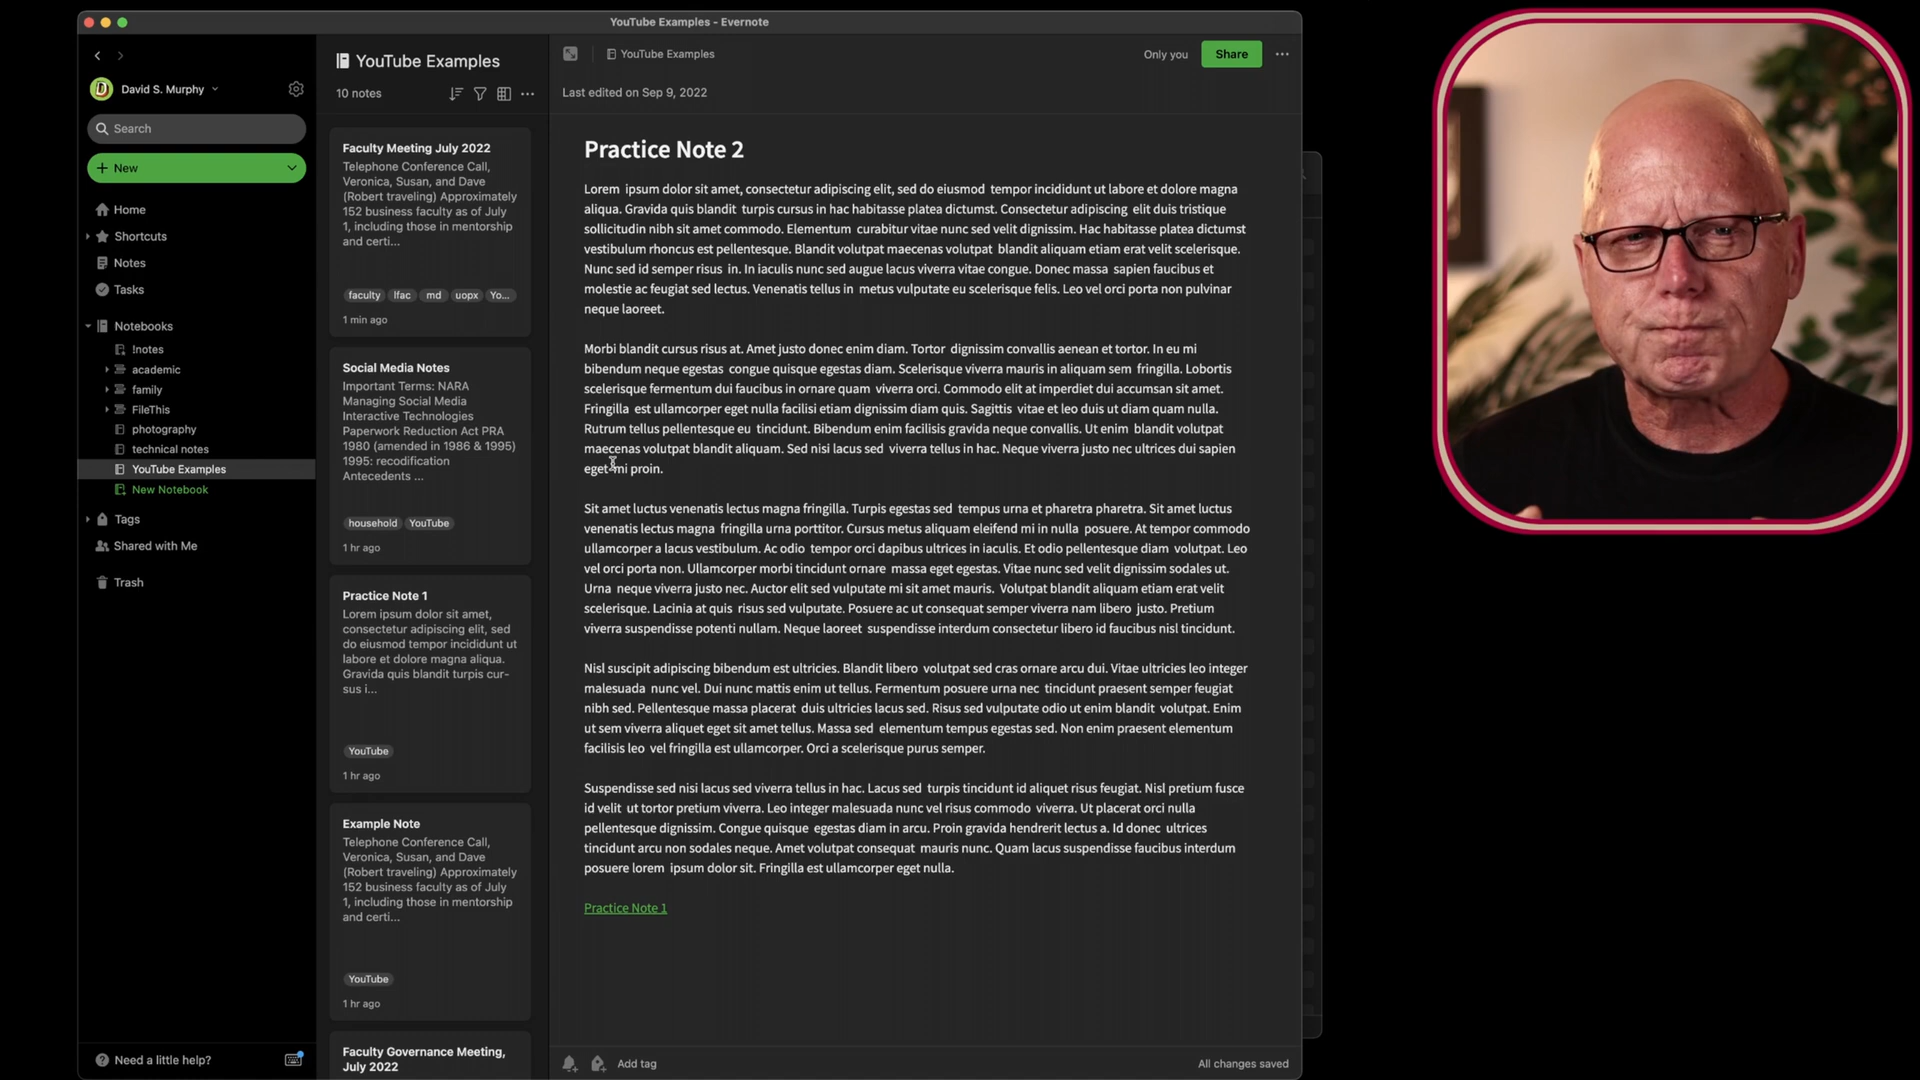 YouTube Examples - Evernote
David S. Murphy
Search
+ New
Home
Shortcuts
Notes
Tasks
Notebooks
!notes
academic
family
FileThis
photography
technical notes
YouTube Examples
New Notebook
Tags
Shared with Me
Trash
Need a little help?
YouTube Examples
10 notes
Faculty Meeting July 2022
Telephone Conference Call,
Veronica, Susan, and Dave
(Robert traveling) Approximately
152 business faculty as of July
1, including those in mentorship
and certi...
faculty lfac md uopx Yo...
1 min ago
Social Media Notes
Important Terms: NARA
Managing Social Media
Interactive Technologies
Paperwork Reduction Act PRA
1980 (amended in 1986 & 1995)
1995: recodification
Antecedents ...
household YouTube
1 hr ago
Practice Note 1
Lorem ipsum dolor sit amet,
consectetur adipiscing elit, sed
do eiusmod tempor incididunt ut
labore et dolore magna aliqua.
Gravida quis blandit turpis cur-
sus i...
YouTube
1 hr ago
Example Note
Telephone Conference Call,
Veronica, Susan, and Dave
(Robert traveling) Approximately
152 business faculty as of July
1, including those in mentorship
and certi...
YouTube
1 hr ago
Faculty Governance Meeting,
July 2022
YouTube Examples
Only you
Share
Last edited on Sep 9, 2022
Practice Note 2
Lorem ipsum dolor sit amet, consectetur adipiscing elit, sed do eiusmod tempor incididunt ut labore et dolore magna
aliqua. Gravida quis blandit turpis cursus in hac habitasse platea dictumst. Consectetur adipiscing elit duis tristique
sollicitudin nibh sit amet commodo. Elementum curabitur vitae nunc sed velit dignissim. Hac habitasse platea dictumst
vestibulum rhoncus est pellentesque. Blandit volutpat maecenas volutpat blandit aliquam etiam erat velit scelerisque.
Nunc sed id semper risus in. In iaculis nunc sed augue lacus viverra vitae congue. Donec massa sapien faucibus et
molestie ac feugiat sed lectus. Venenatis tellus in metus vulputate eu scelerisque felis. Leo vel orci porta non pulvinar
neque laoreet.
Morbi blandit cursus risus at. Amet justo donec enim diam. Tortor dignissim convallis aenean et tortor. In eu mi
bibendum neque egestas congue quisque egestas diam. Scelerisque viverra mauris in aliquam sem fringilla. Lobortis
scelerisque fermentum dui faucibus in ornare quam viverra orci. Commodo elit at imperdiet dui accumsan sit amet.
Fringilla est ullamcorper eget nulla facilisi etiam dignissim diam quis. Sagittis vitae et leo duis ut diam quam nulla.
Rutrum tellus pellentesque eu tincidunt. Bibendum enim facilisis gravida neque convallis. Ut enim blandit volutpat
maecenas volutpat blandit aliquam. Sed nisi lacus sed viverra tellus in hac. Neque viverra justo nec ultrices dui sapien
eget mi proin.
Sit amet luctus venenatis lectus magna fringilla. Turpis egestas sed tempus urna et pharetra pharetra. Sit amet luctus
venenatis lectus magna fringilla urna porttitor. Cursus metus aliquam eleifend mi in nulla posuere. At tempor commodo
ullamcorper a lacus vestibulum. Ac odio tempor orci dapibus ultrices in iaculis. Et odio pellentesque diam volutpat. Leo
vel orci porta non. Ullamcorper morbi tincidunt ornare massa eget egestas. Vitae nunc sed velit dignissim sodales ut.
Urna neque viverra justo nec. Auctor elit sed vulputate mi sit amet mauris. Volutpat blandit aliquam etiam erat velit
scelerisque. Lacinia at quis risus sed vulputate. Posuere ac ut consequat semper viverra nam libero justo. Pretium
viverra suspendisse potenti nullam. Neque laoreet suspendisse interdum consectetur libero id faucibus nisl tincidunt.
Nisl suscipit adipiscing bibendum est ultricies. Blandit libero volutpat sed cras ornare arcu dui. Vitae ultricies leo integer
malesuada nunc vel. Dui nunc mattis enim ut tellus. Fermentum posuere urna nec tincidunt praesent semper feugiat
nibh sed. Pellentesque massa placerat duis ultricies lacus sed. Risus sed vulputate odio ut enim blandit volutpat. Enim
ut sem viverra aliquet eget sit amet tellus. Massa sed elementum tempus egestas sed. Non enim praesent elementum
facilisis leo vel fringilla est ullamcorper. Orci a scelerisque purus semper.
Suspendisse sed nisi lacus sed viverra tellus in hac. Lacus sed turpis tincidunt id aliquet risus feugiat. Nisl pretium fusce
id velit ut tortor pretium viverra. Leo integer malesuada nunc vel risus commodo viverra. Ut placerat orci nulla
pellentesque dignissim. Congue quisque egestas diam in arcu. Proin gravida hendrerit lectus a. Id donec ultrices
tincidunt arcu non sodales neque. Amet volutpat consequat mauris nunc. Quam lacus suspendisse faucibus interdum
posuere lorem ipsum dolor sit. Fringilla est ullamcorper eget nulla.
Practice Note 1
Add tag
All changes saved